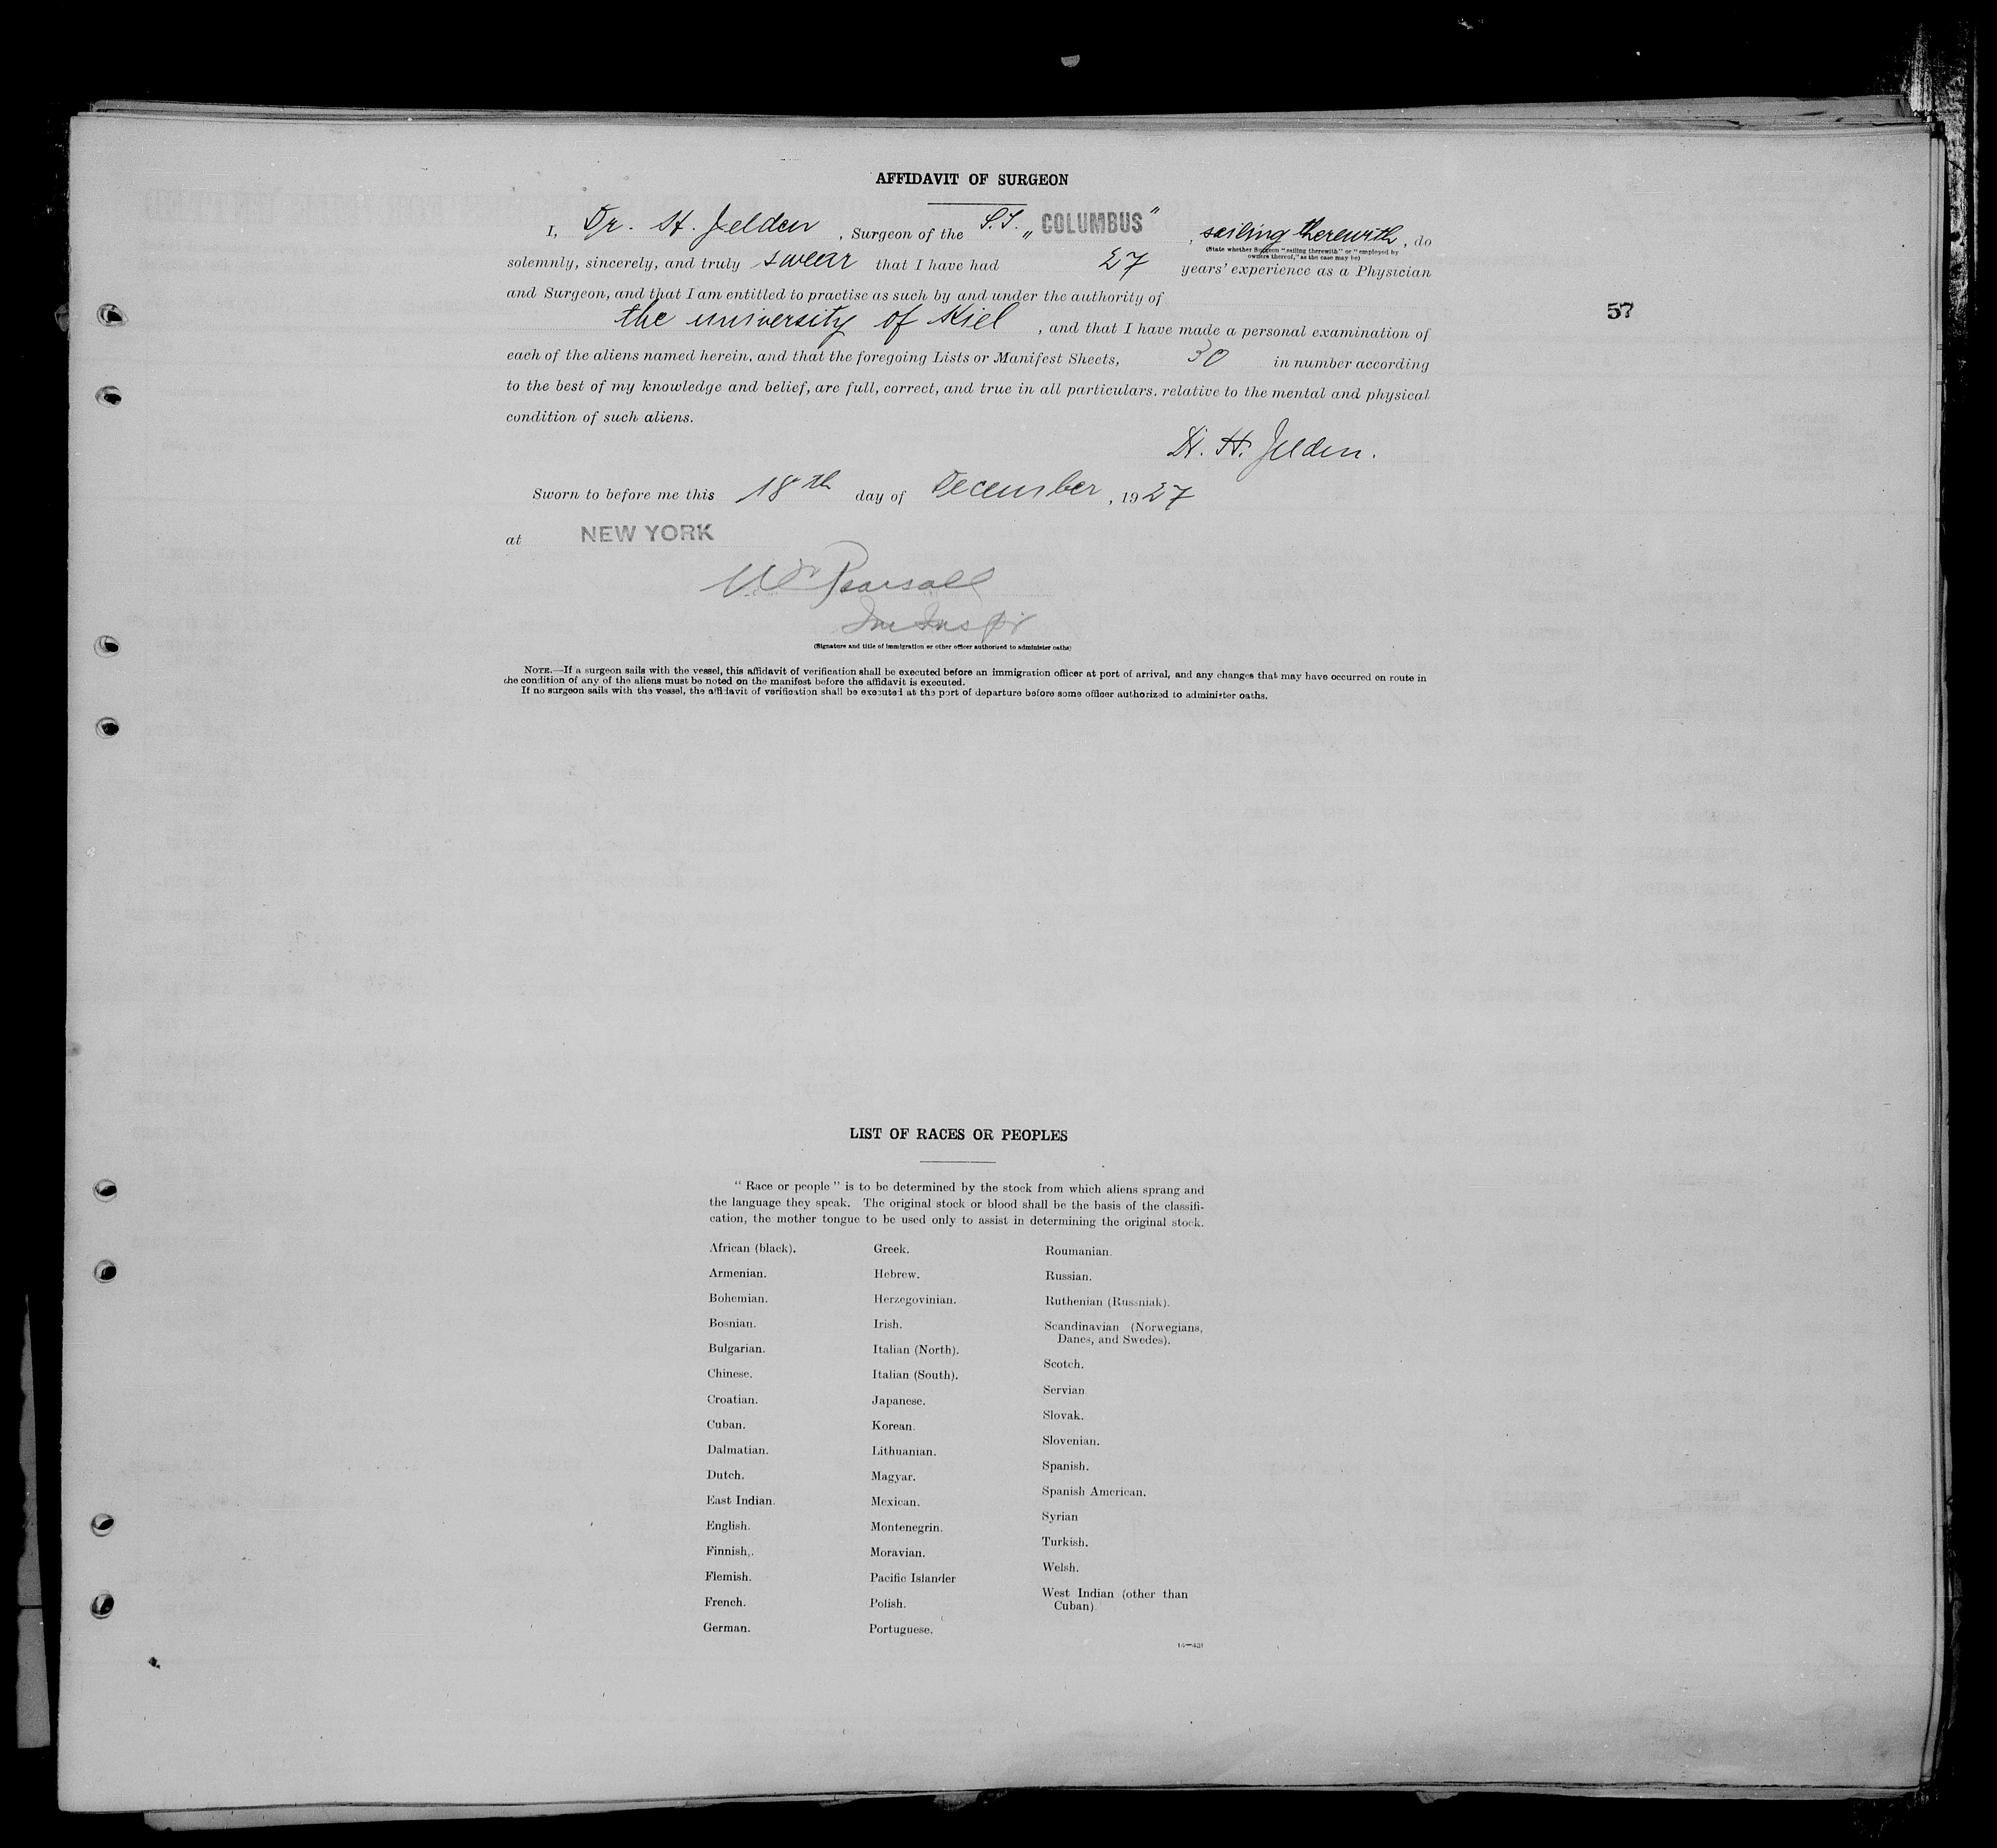 AFFIDAVIT OF SURGEON
I, Dr. H. Jelden , Surgeon of the S.S. „ COLUMBUS " , sailing therewith , do
(State whether Surgeon "sailing therewith" or "employed by
owners thereof," as the case may be)
solemnly, sincerely, and truly swear that I have had 27 years' experience as a Physician
and Surgeon, and that I am entitled to practise as such by and under the authority of
the university of Kiel , and that I have made a personal examination of
57
each of the aliens named herein, and that the foregoing Lists or Manifest Sheets, 30 in number according
to the best of my knowledge and belief, are full, correct, and true in all particulars, relative to the mental and physical
condition of such aliens.
Dr. H. Jelden.
Sworn to before me this 18th day of December , 1927
at NEW YORK
Pearsall
Im Inspr
(Signature and title of immigration or other officer authorized to administer oaths)
NOTE.—If a surgeon sails with the vessel, this affidavit of verification shall be executed before an immigration officer at port of arrival, and any changes that may have occurred en route in
the condition of any of the aliens must be noted on the manifest before the affidavit is executed.
If no surgeon sails with the vessel, the affidavit of verification shall be executed at the port of departure before some officer authorized to administer oaths.
LIST OF RACES OR PEOPLES
" Race or people " is to be determined by the stock from which aliens sprang and
the language they speak. The original stock or blood shall be the basis of the classifi-
cation, the mother tongue to be used only to assist in determining the original stock.
African (black).
Armenian.
Bohemian.
Bosnian.
Bulgarian.
Chinese.
Croatian.
Cuban.
Dalmatian.
Dutch.
East Indian.
English.
Finnish.
Flemish.
French.
German.
Greek.
Hebrew.
Herzegovinian.
Irish.
Italian (North).
Italian (South).
Japanese.
Korean.
Lithuanian.
Magyar.
Mexican.
Montenegrin.
Moravian.
Pacific Islander
Polish.
Portuguese.
Roumanian.
Russian.
Ruthenian (Russniak).
Scandinavian (Norwegians,
Danes, and Swedes).
Scotch.
Servian
Slovak.
Slovenian.
Spanish.
Spanish American.
Syrian
Turkish.
Welsh.
West Indian (other than
Cuban)